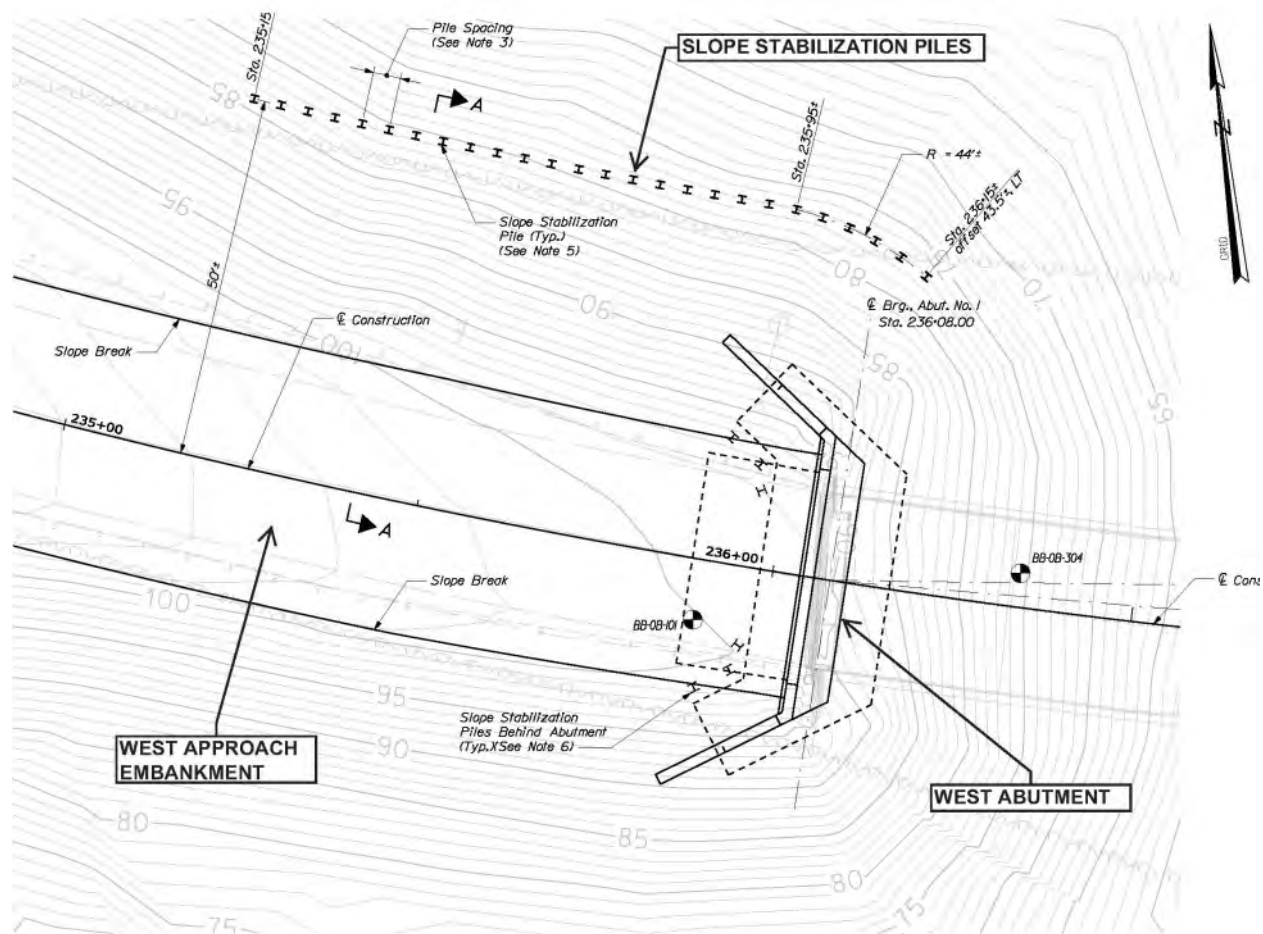 Pile Spacing
(See Note 3)
SLOPE STABILIZATION PILES
Sta. 235+15
A
85
Sta. 235+95±
R = 44'±
Sta. 236+15±
offset 43.5'±, LT
N
GRID
95
Slope Stabilization
Pile (Typ.)
(See Note 5)
50'±
80
70
90
℄ Brg., Abut. No. 1
Sta. 236+08.00
℄ Construction
Slope Break
100
85
65
235+00
A
236+00
BB-OB-304
℄ Cons
Slope Break
100
BB-OB-101
95
90
Slope Stabilization
Piles Behind Abutment
(Typ.)(See Note 6)
WEST APPROACH
EMBANKMENT
WEST ABUTMENT
80
85
80
75
75